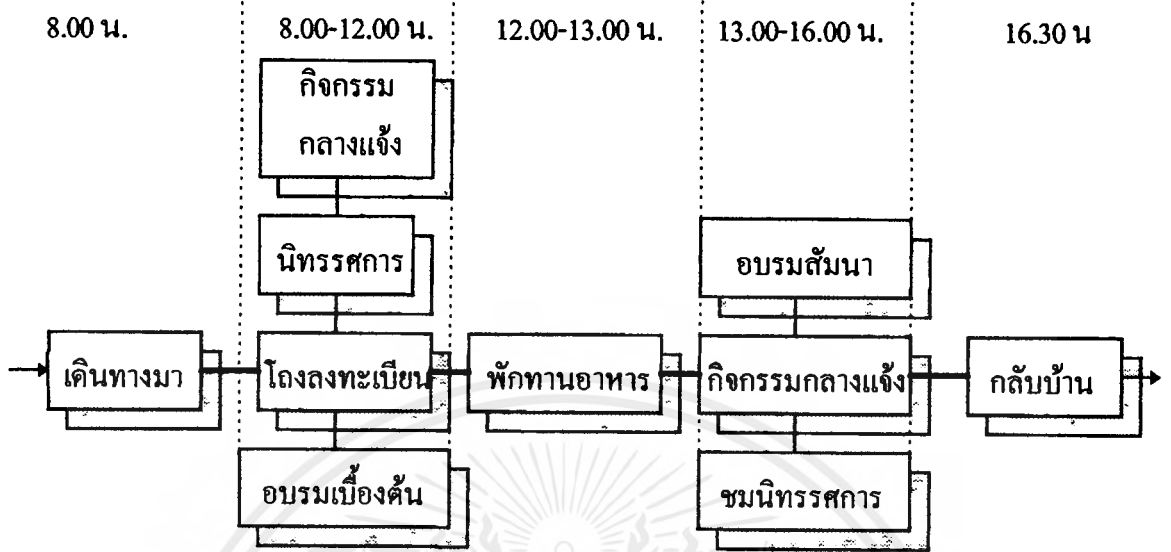 8.00 น.
8.00-12.00 น.
12.00-13.00 น.
13.00-16.00 น.
16.30 น
กิจกรรม
กลางแจ้ง
นิทรรศการ
อบรมสัมนา
เดินทางมา
โถงลงทะเบียน
พักทานอาหาร
กิจกรรมกลางแจ้ง
กลับบ้าน
อบรมเบื้องต้น
ชมนิทรรศการ